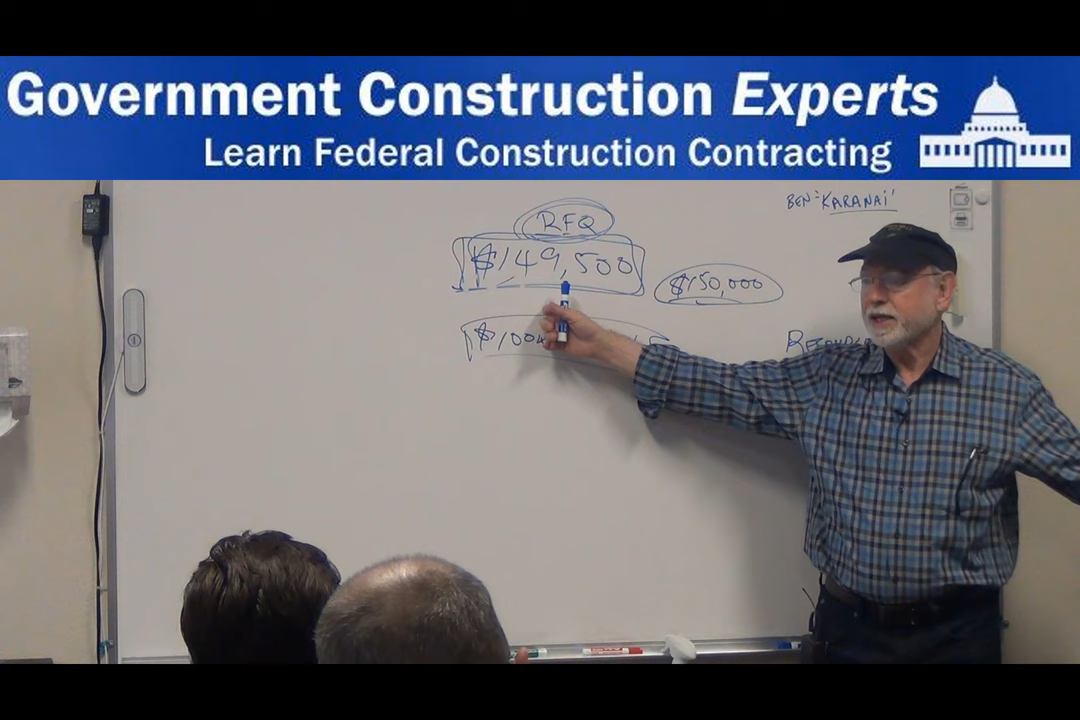 Government Construction Experts
Learn Federal Construction Contracting
BEN "KARANAI"
RFQ
$149,500
$150,000